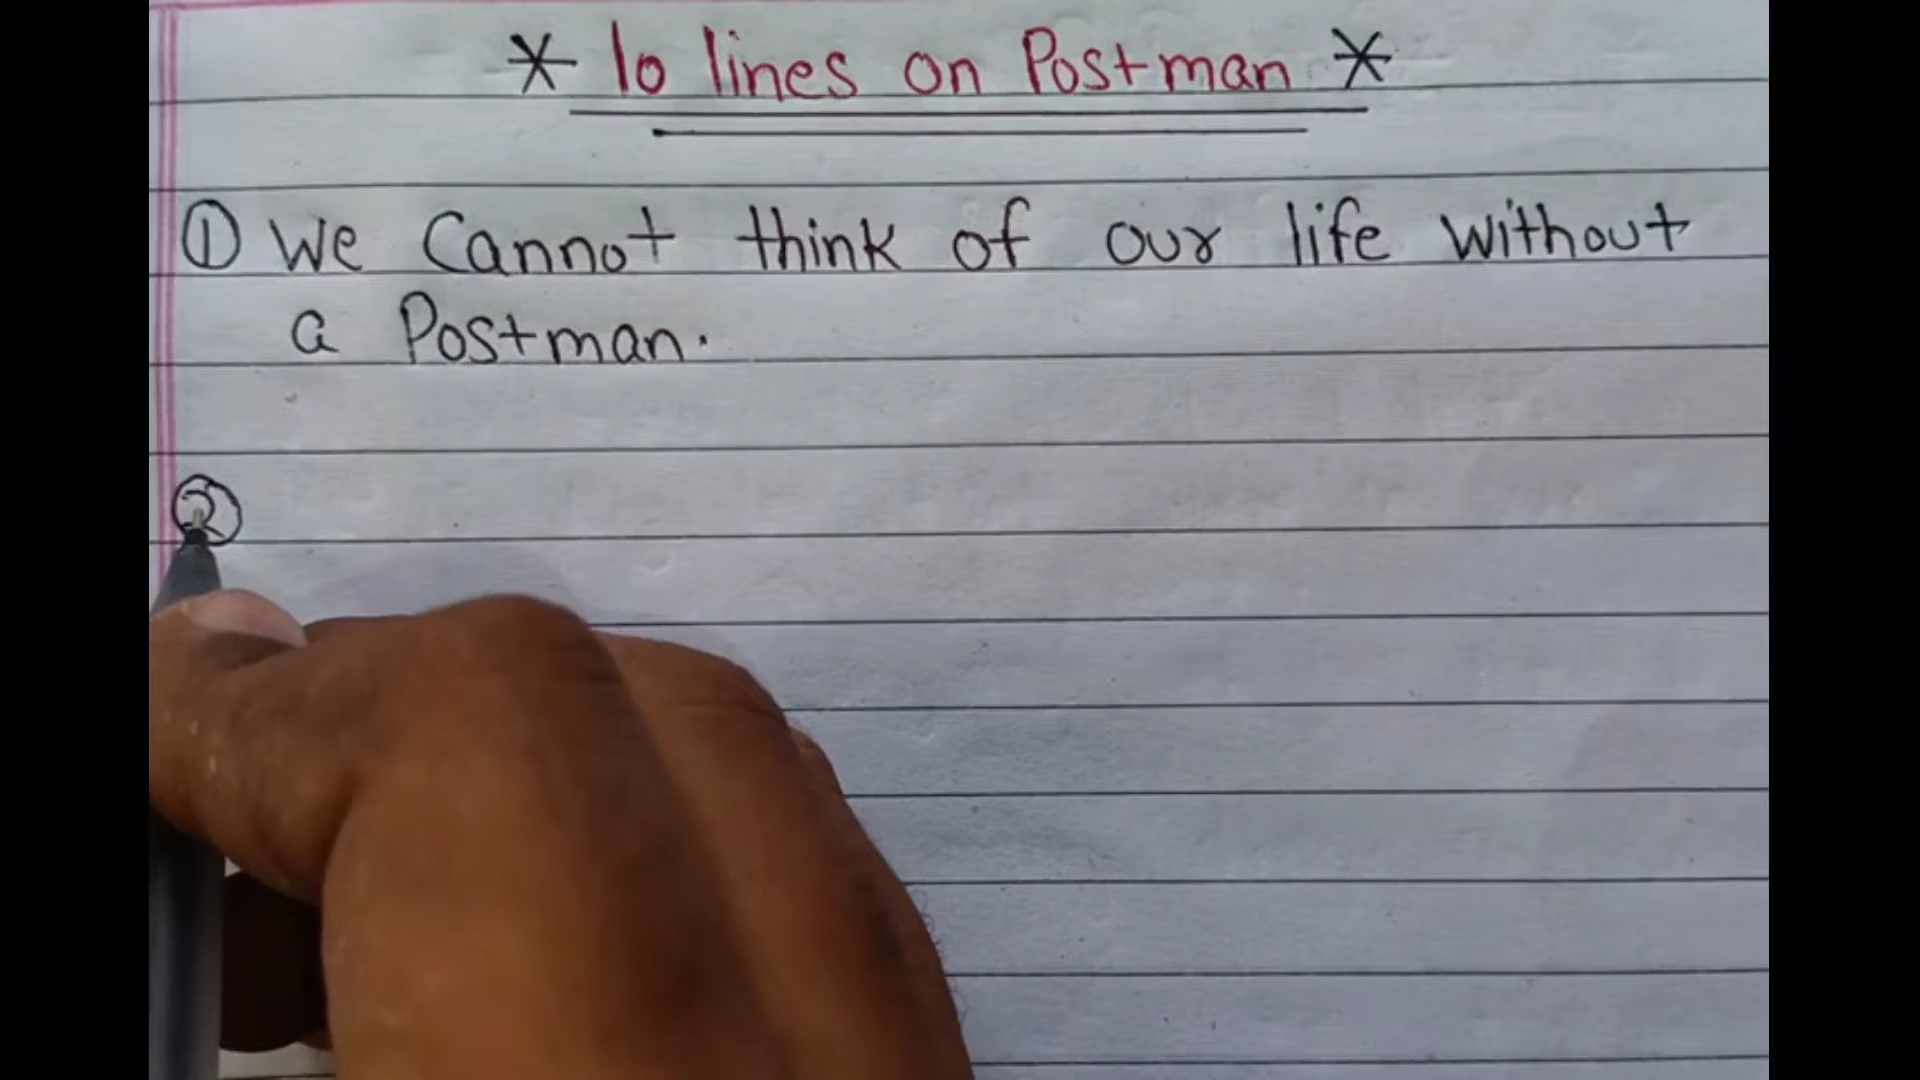 * 10 lines on Postman *
① We Cannot think of our life without
a Postman.
②